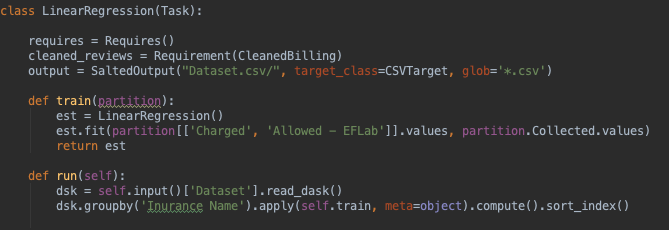 class LinearRegression(Task):
requires = Requires()
cleaned_reviews = Requirement(CleanedBilling)
output = SaltedOutput("Dataset.csv/", target_class=CSVTarget, glob='*.csv')
def train(partition):
est = LinearRegression()
est.fit(partition[['Charged', 'Allowed - EFLab']].values, partition.Collected.values)
return est
def run(self):
dsk = self.input()['Dataset'].read_dask()
dsk.groupby('Inurance Name').apply(self.train, meta=object).compute().sort_index()